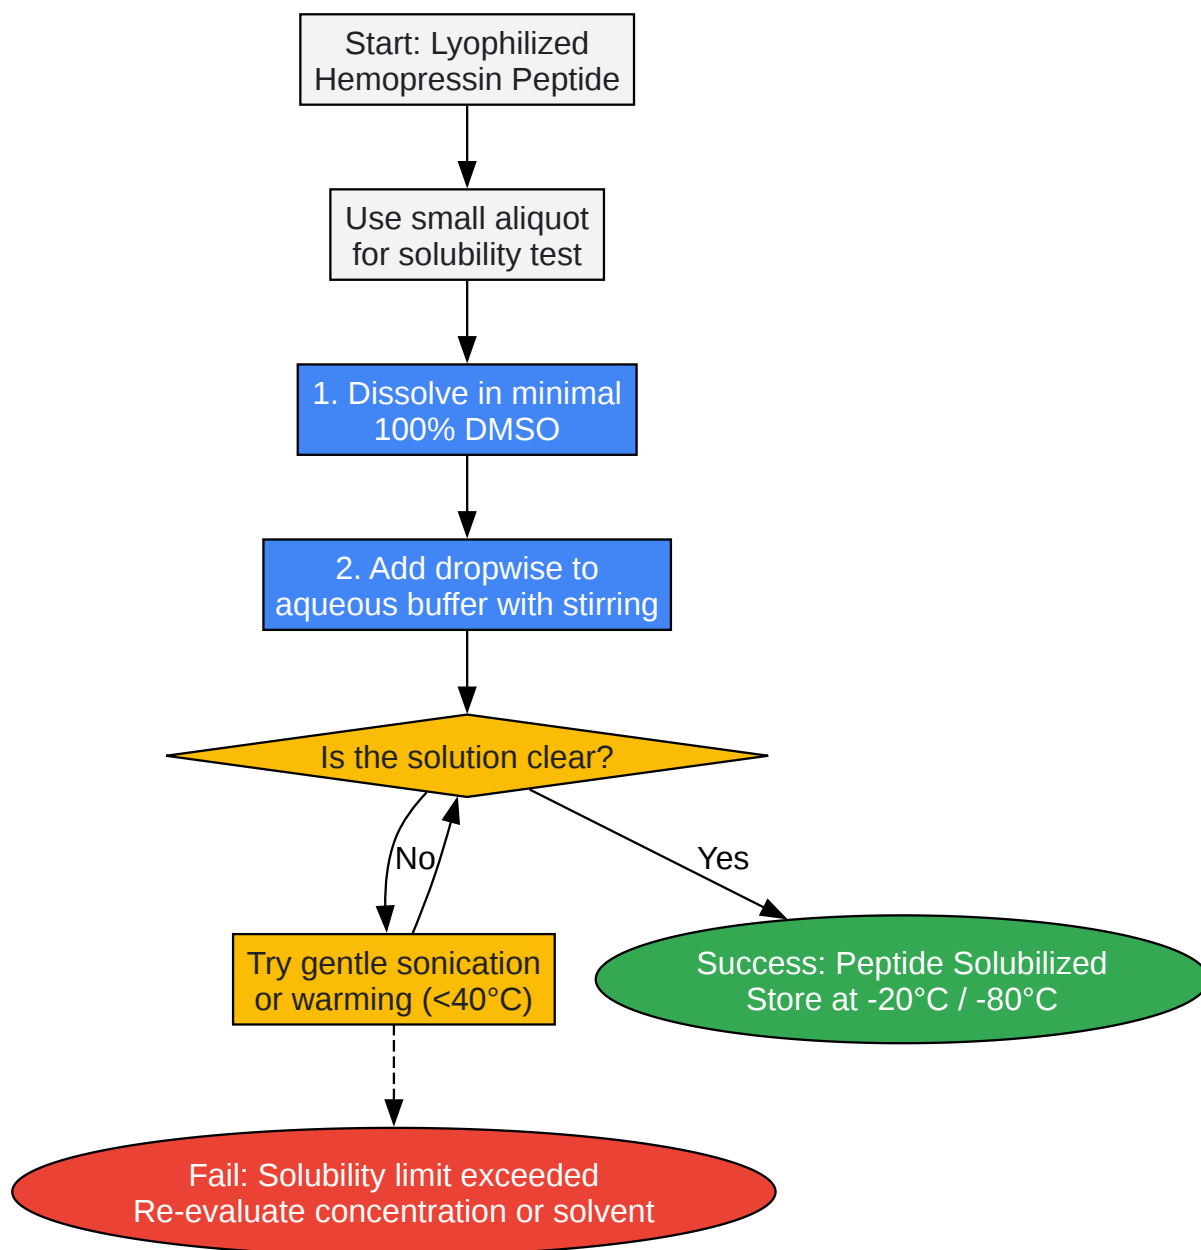 Start: Lyophilized
Hemopressin Peptide
Use small aliquot
for solubility test
1. Dissolve in minimal
100% DMSO
2. Add dropwise to
aqueous buffer with stirring
Is the solution clear?
No
Yes
Try gentle sonication
or warming (<40°C)
Success: Peptide Solubilized
Store at -20°C / -80°C
Fail: Solubility limit exceeded
Re-evaluate concentration or solvent